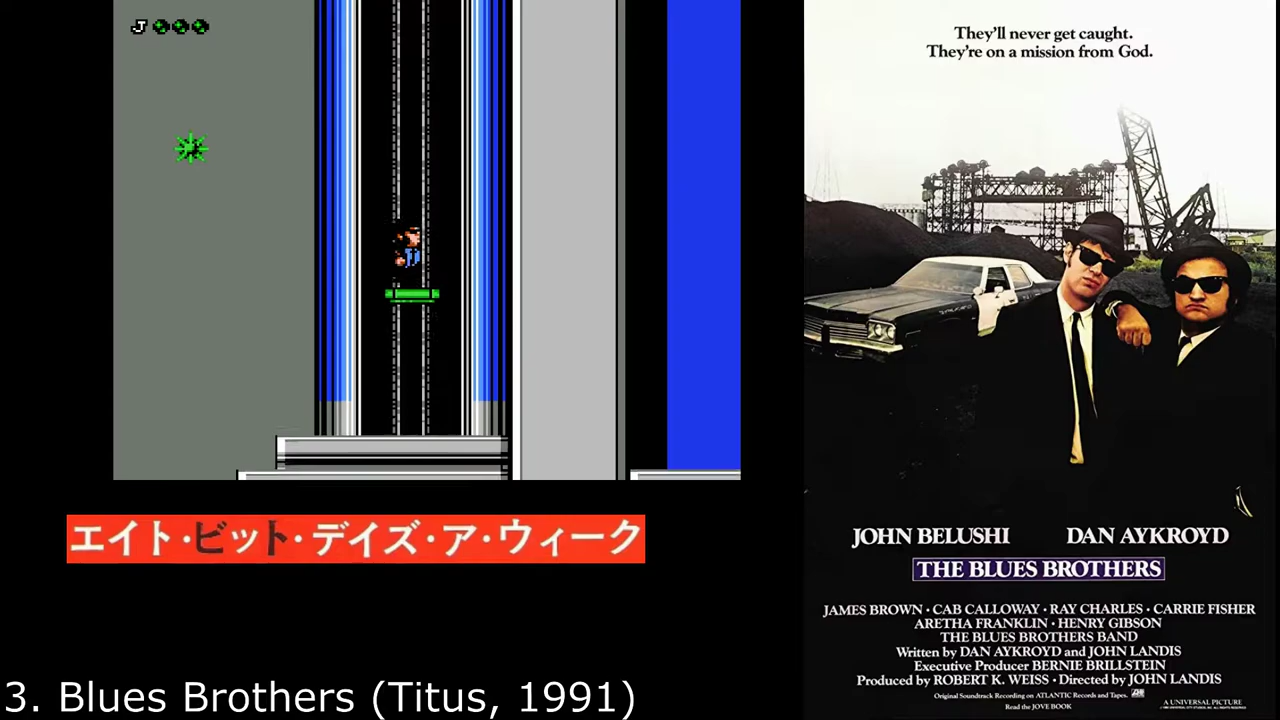 J
エイト・ビット・デイズ・ア・ウィーク
3. Blues Brothers (Titus, 1991)
They'll never get caught.
They're on a mission from God.
JOHN BELUSHI DAN AYKROYD
THE BLUES BROTHERS
JAMES BROWN • CAB CALLOWAY • RAY CHARLES • CARRIE FISHER
ARETHA FRANKLIN • HENRY GIBSON
THE BLUES BROTHERS BAND
Written by DAN AYKROYD and JOHN LANDIS
Executive Producer BERNIE BRILLSTEIN
Produced by ROBERT K. WEISS • Directed by JOHN LANDIS
Original Soundtrack Recording on ATLANTIC Records and Tapes.
Read the JOVE BOOK
A UNIVERSAL PICTURE